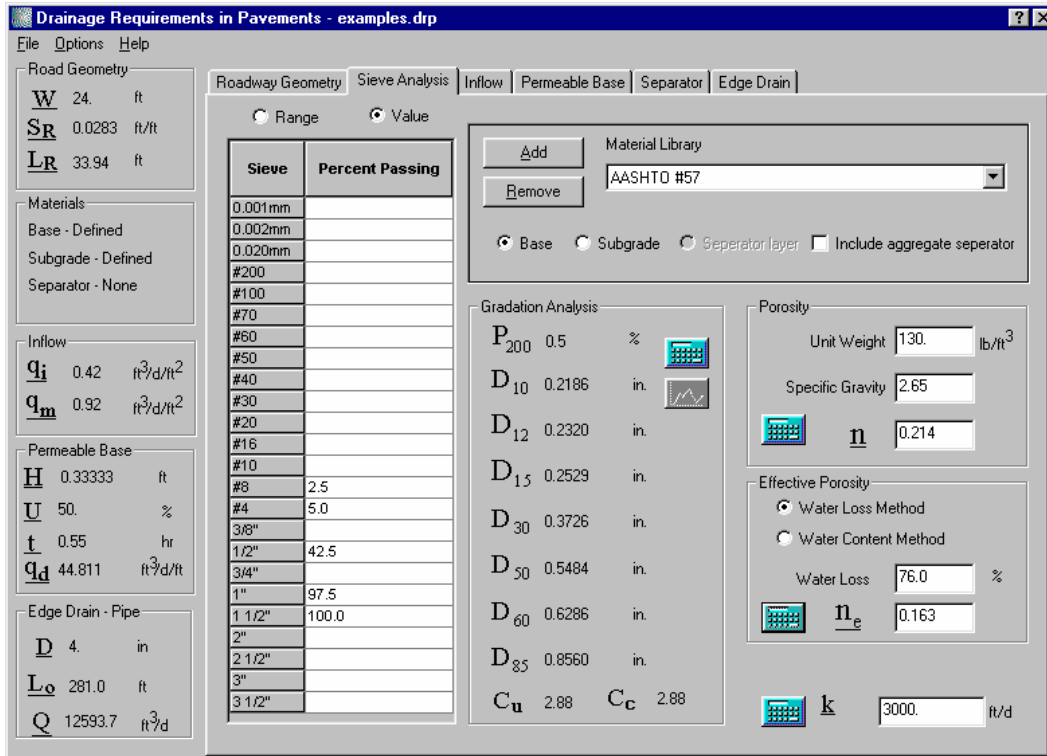 Drainage Requirements in Pavements - examples.drp
File Options Help
Road Geometry
W 24. ft
SR 0.0283 ft/ft
LR 33.94 ft
Materials
Base - Defined
Subgrade - Defined
Separator - None
Inflow
qi 0.42 ft3/d/ft2
qm 0.92 ft3/d/ft2
Permeable Base
H 0.33333 ft
U 50. %
t 0.55 hr
qd 44.811 ft3/d/ft
Edge Drain - Pipe
D 4. in
Lo 281.0 ft
Q 12593.7 ft3/d
Roadway Geometry Sieve Analysis Inflow Permeable Base Separator Edge Drain
Range Value
Sieve Percent Passing
0.001mm
0.002mm
0.020mm
#200
#100
#70
#60
#50
#40
#30
#20
#16
#10
#8 2.5
#4 5.0
3/8"
1/2" 42.5
3/4"
1" 97.5
1 1/2" 100.0
2"
2 1/2"
3"
3 1/2"
Add
Remove
Material Library
AASHTO #57
Base Subgrade Seperator layer Include aggregate seperator
Gradation Analysis
P200 0.5 %
D10 0.2186 in.
D12 0.2320 in.
D15 0.2529 in.
D30 0.3726 in.
D50 0.5484 in.
D60 0.6286 in.
D85 0.8560 in.
Cu 2.88 Cc 2.88
Porosity
Unit Weight 130. lb/ft3
Specific Gravity 2.65
n 0.214
Effective Porosity
Water Loss Method
Water Content Method
Water Loss 76.0 %
ne 0.163
k 3000. ft/d